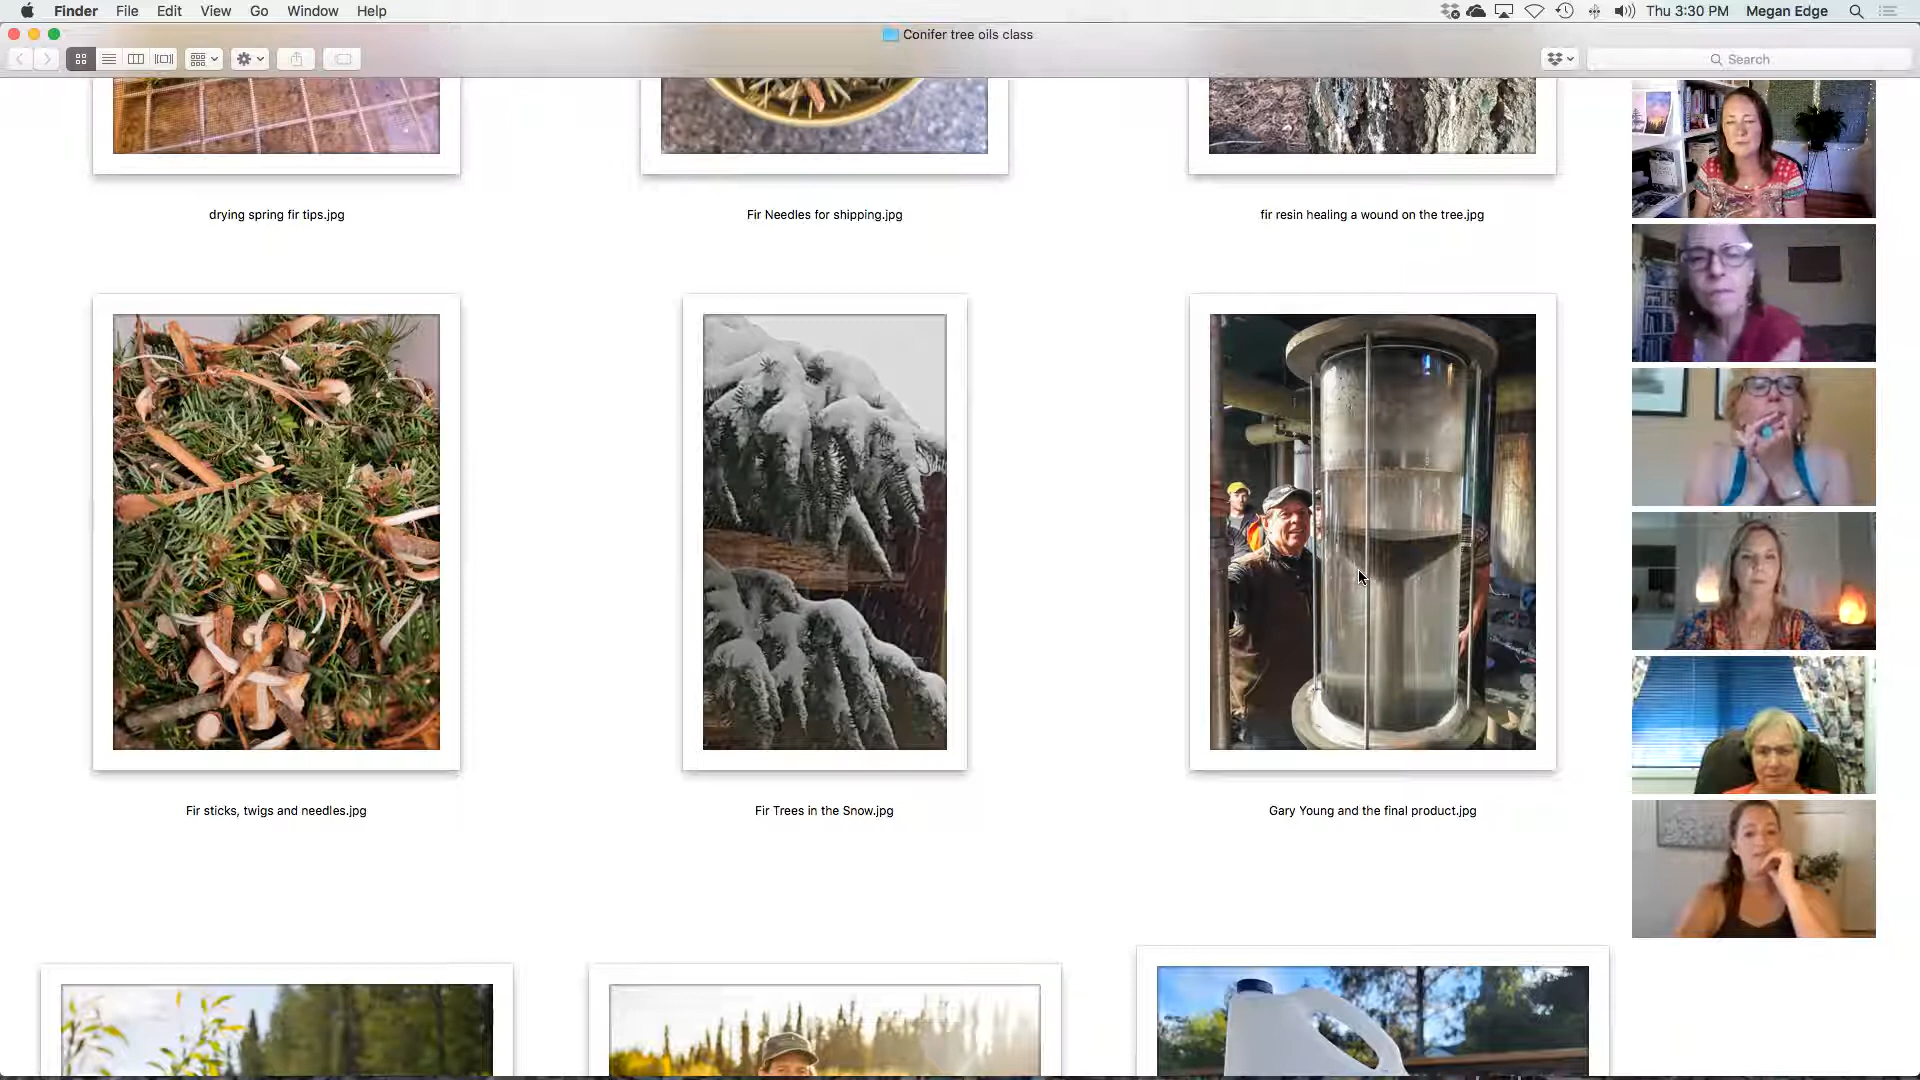 Finder File Edit View Go Window Help Thu 3:30 PM Megan Edge
Conifer tree oils class
Search
drying spring fir tips.jpg
Fir Needles for shipping.jpg
fir resin healing a wound on the tree.jpg
Fir sticks, twigs and needles.jpg
Fir Trees in the Snow.jpg
Gary Young and the final product.jpg